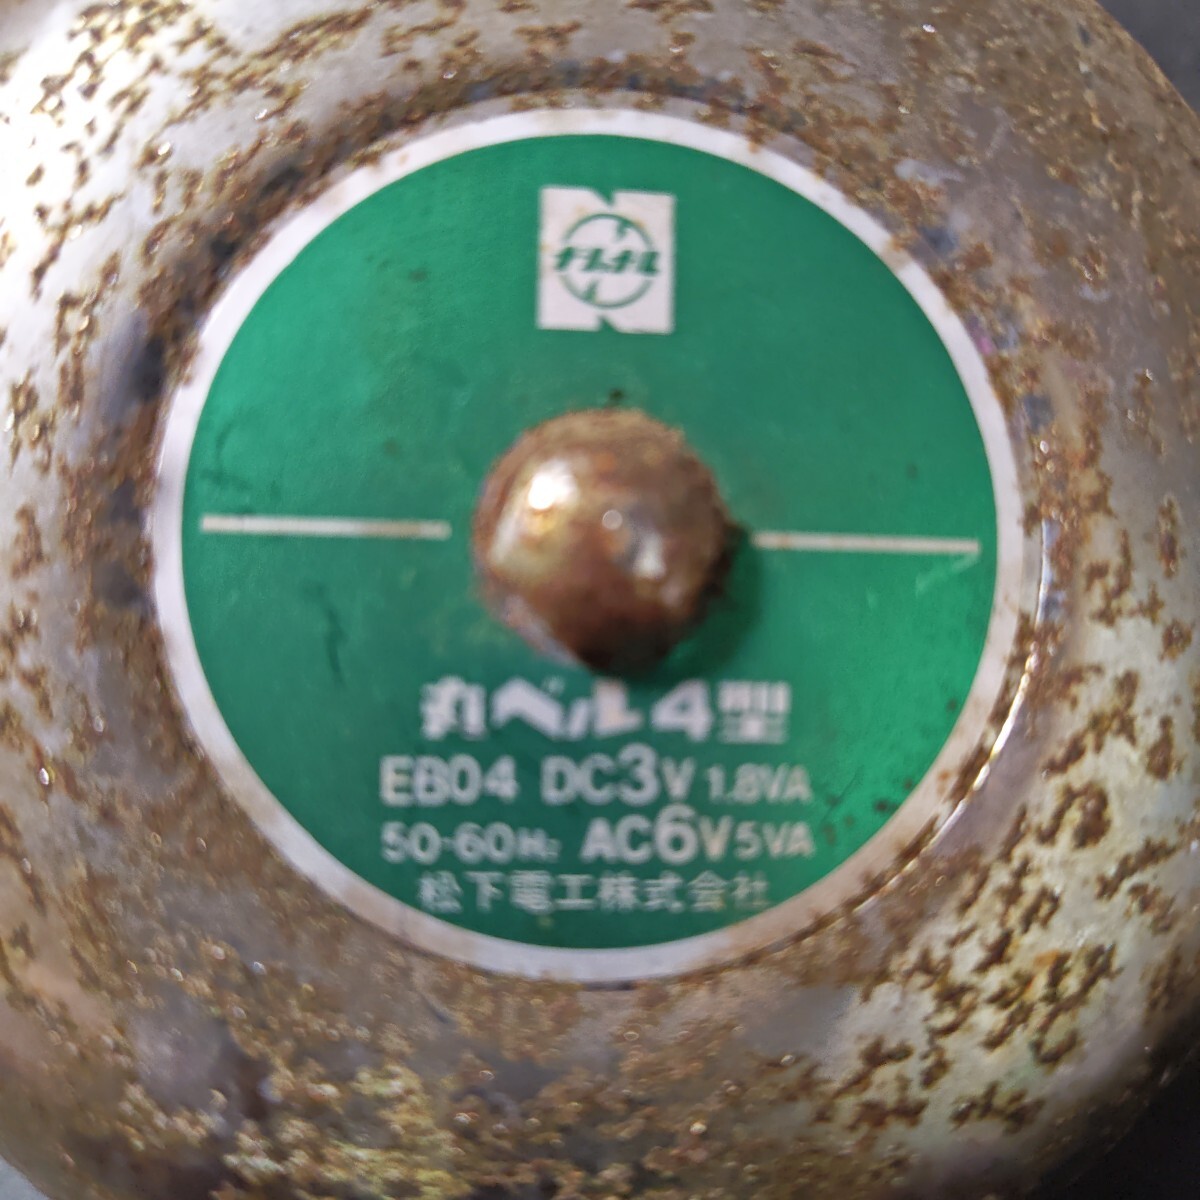 ナショナル
丸ベル4型
EB04 DC3V 1.8VA
50-60Hz AC6V 5VA
松下電工株式会社